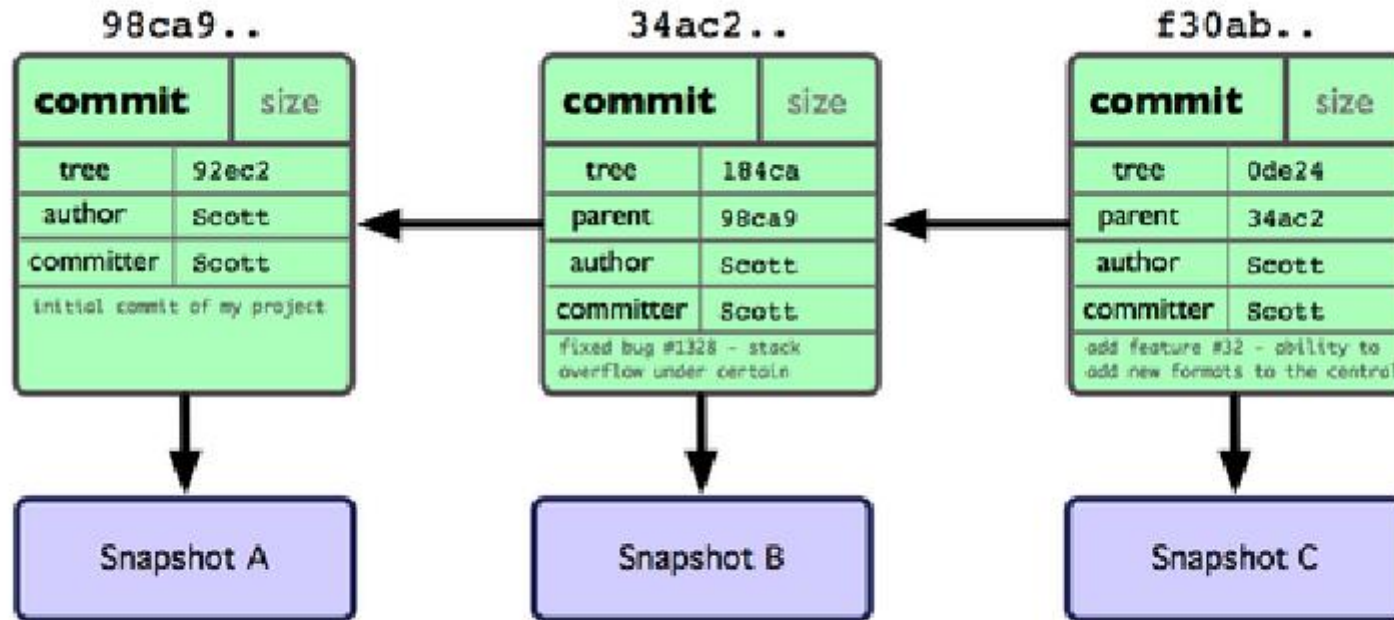 98ca9..
commit size
tree 92ec2
author Scott
committer Scott
initial commit of my project
Snapshot A
34ac2..
commit size
tree 184ca
parent 98ca9
author Scott
committer Scott
fixed bug #1328 - stack
overflow under certain
Snapshot B
f30ab..
commit size
tree 0de24
parent 34ac2
author Scott
committer Scott
add feature #32 - ability to
add new formats to the central
Snapshot C